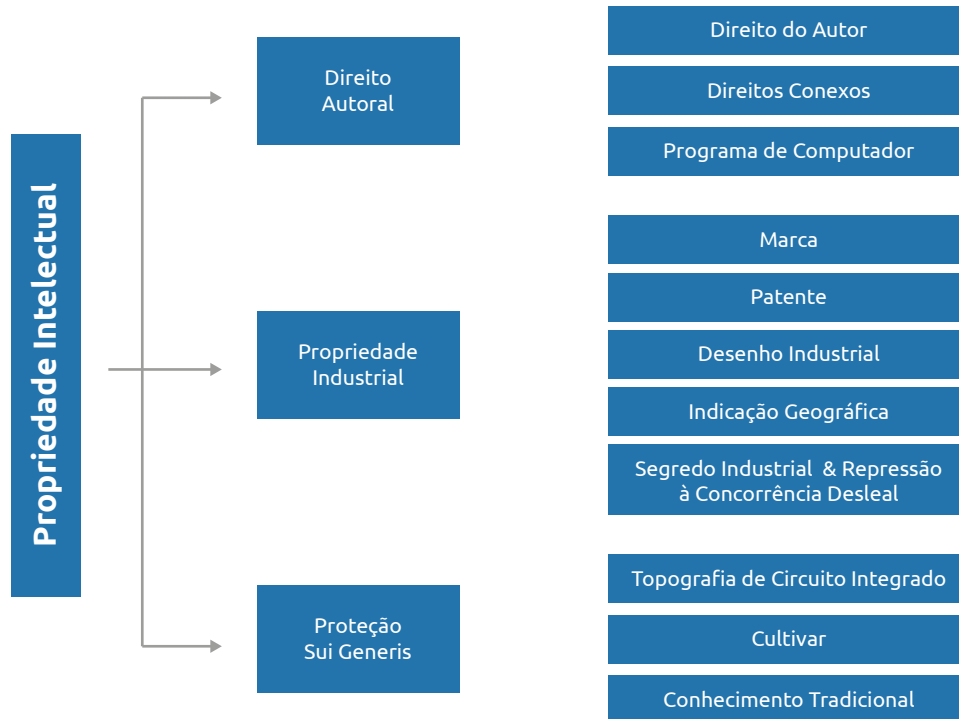 Propriedade Intelectual
Direito
Autoral
Direito do Autor
Direitos Conexos
Programa de Computador
Propriedade
Industrial
Marca
Patente
Desenho Industrial
Indicação Geográfica
Segredo Industrial & Repressão
à Concorrência Desleal
Proteção
Sui Generis
Topografia de Circuito Integrado
Cultivar
Conhecimento Tradicional